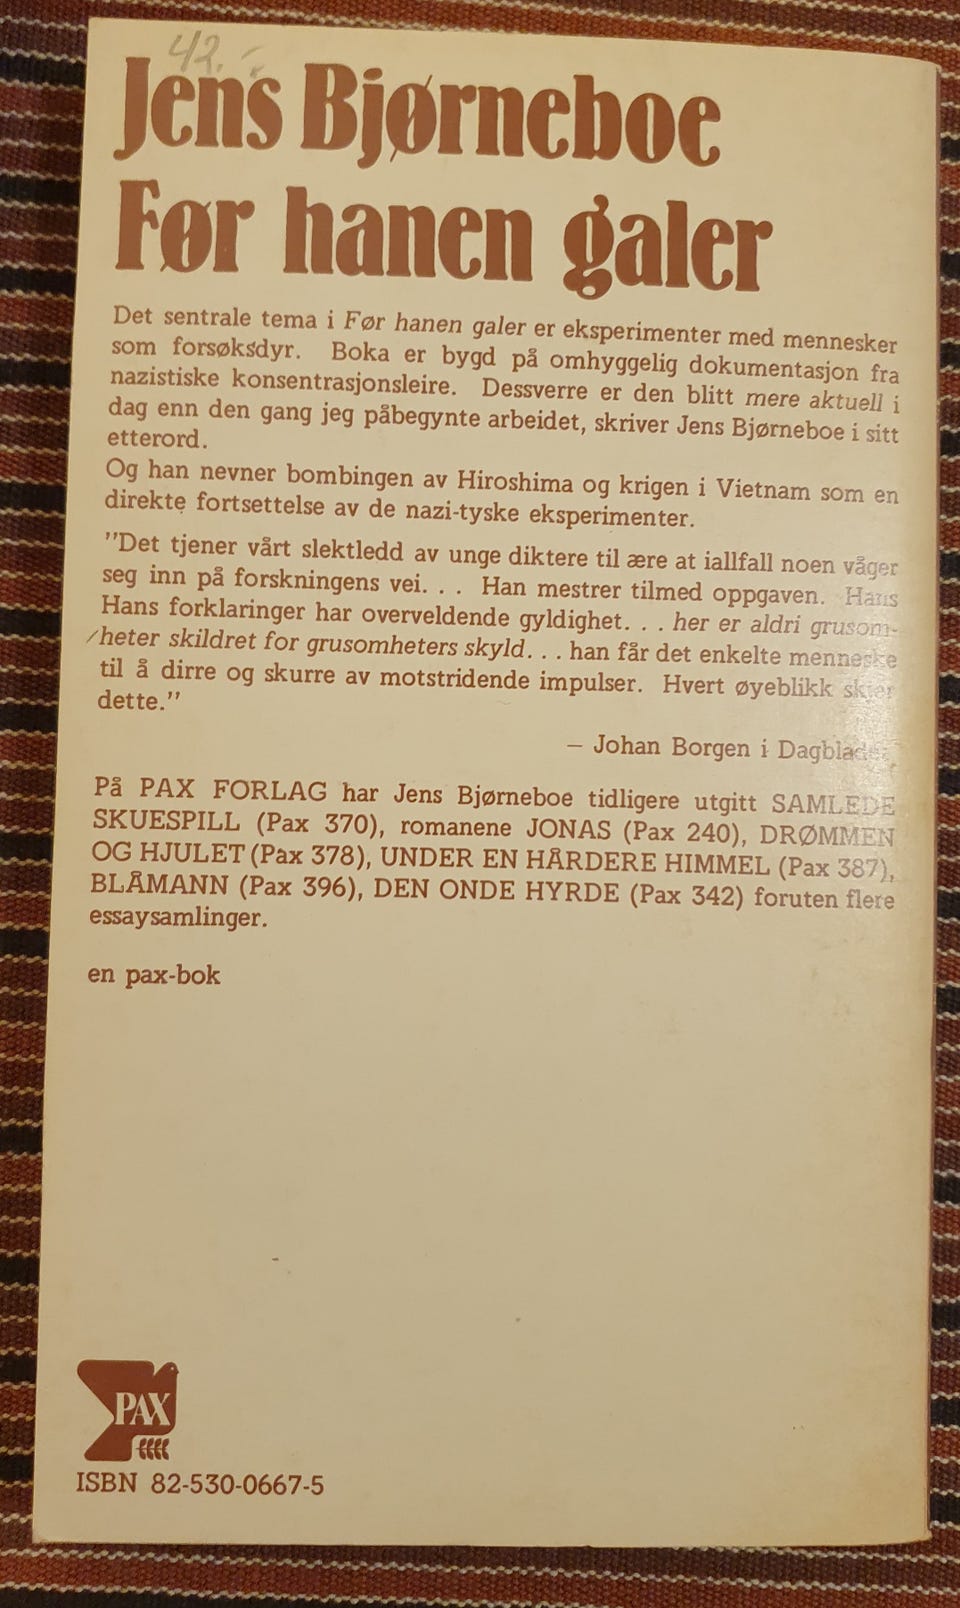 42.-
Jens Bjørneboe
Før hanen galer
Det sentrale tema i Før hanen galer er eksperimenter med mennesker
som forsøksdyr. Boka er bygd på omhyggelig dokumentasjon fra
nazistiske konsentrasjonsleire. Dessverre er den blitt mere aktuell i
dag enn den gang jeg påbegynte arbeidet, skriver Jens Bjørneboe i sitt
etterord.
Og han nevner bombingen av Hiroshima og krigen i Vietnam som en
direkte fortsettelse av de nazi-tyske eksperimenter.
"Det tjener vårt slektledd av unge diktere til ære at iallfall noen våger
seg inn på forskningens vei. . . Han mestrer tilmed oppgaven. Hans
Hans forklaringer har overveldende gyldighet. . . her er aldri grusom-
heter skildret for grusomheters skyld. . . han får det enkelte menneske
til å dirre og skurre av motstridende impulser. Hvert øyeblikk skjer
dette."
– Johan Borgen i Dagbladet
På PAX FORLAG har Jens Bjørneboe tidligere utgitt SAMLEDE
SKUESPILL (Pax 370), romanene JONAS (Pax 240), DRØMMEN
OG HJULET (Pax 378), UNDER EN HÅRDERE HIMMEL (Pax 387),
BLÅMANN (Pax 396), DEN ONDE HYRDE (Pax 342) foruten flere
essaysamlinger.
en pax-bok
PAX
ISBN 82-530-0667-5